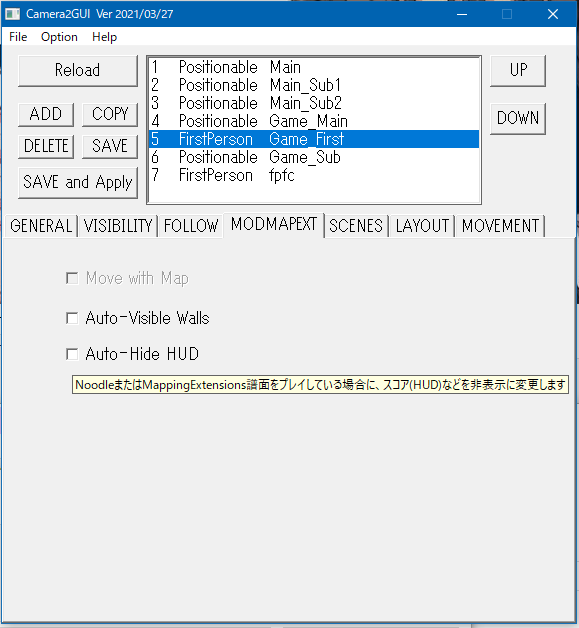 Camera2GUI Ver 2021/03/27
File Option Help
Reload
ADD COPY
DELETE SAVE
SAVE and Apply
1 Positionable Main
2 Positionable Main_Sub1
3 Positionable Main_Sub2
4 Positionable Game_Main
5 FirstPerson Game_First
6 Positionable Game_Sub
7 FirstPerson fpfc
UP
DOWN
GENERAL VISIBILITY FOLLOW MODMAPEXT SCENES LAYOUT MOVEMENT
Move with Map
Auto-Visible Walls
Auto-Hide HUD
NoodleまたはMappingExtensions譜面をプレイしている場合に、スコア(HUD)などを非表示に変更します